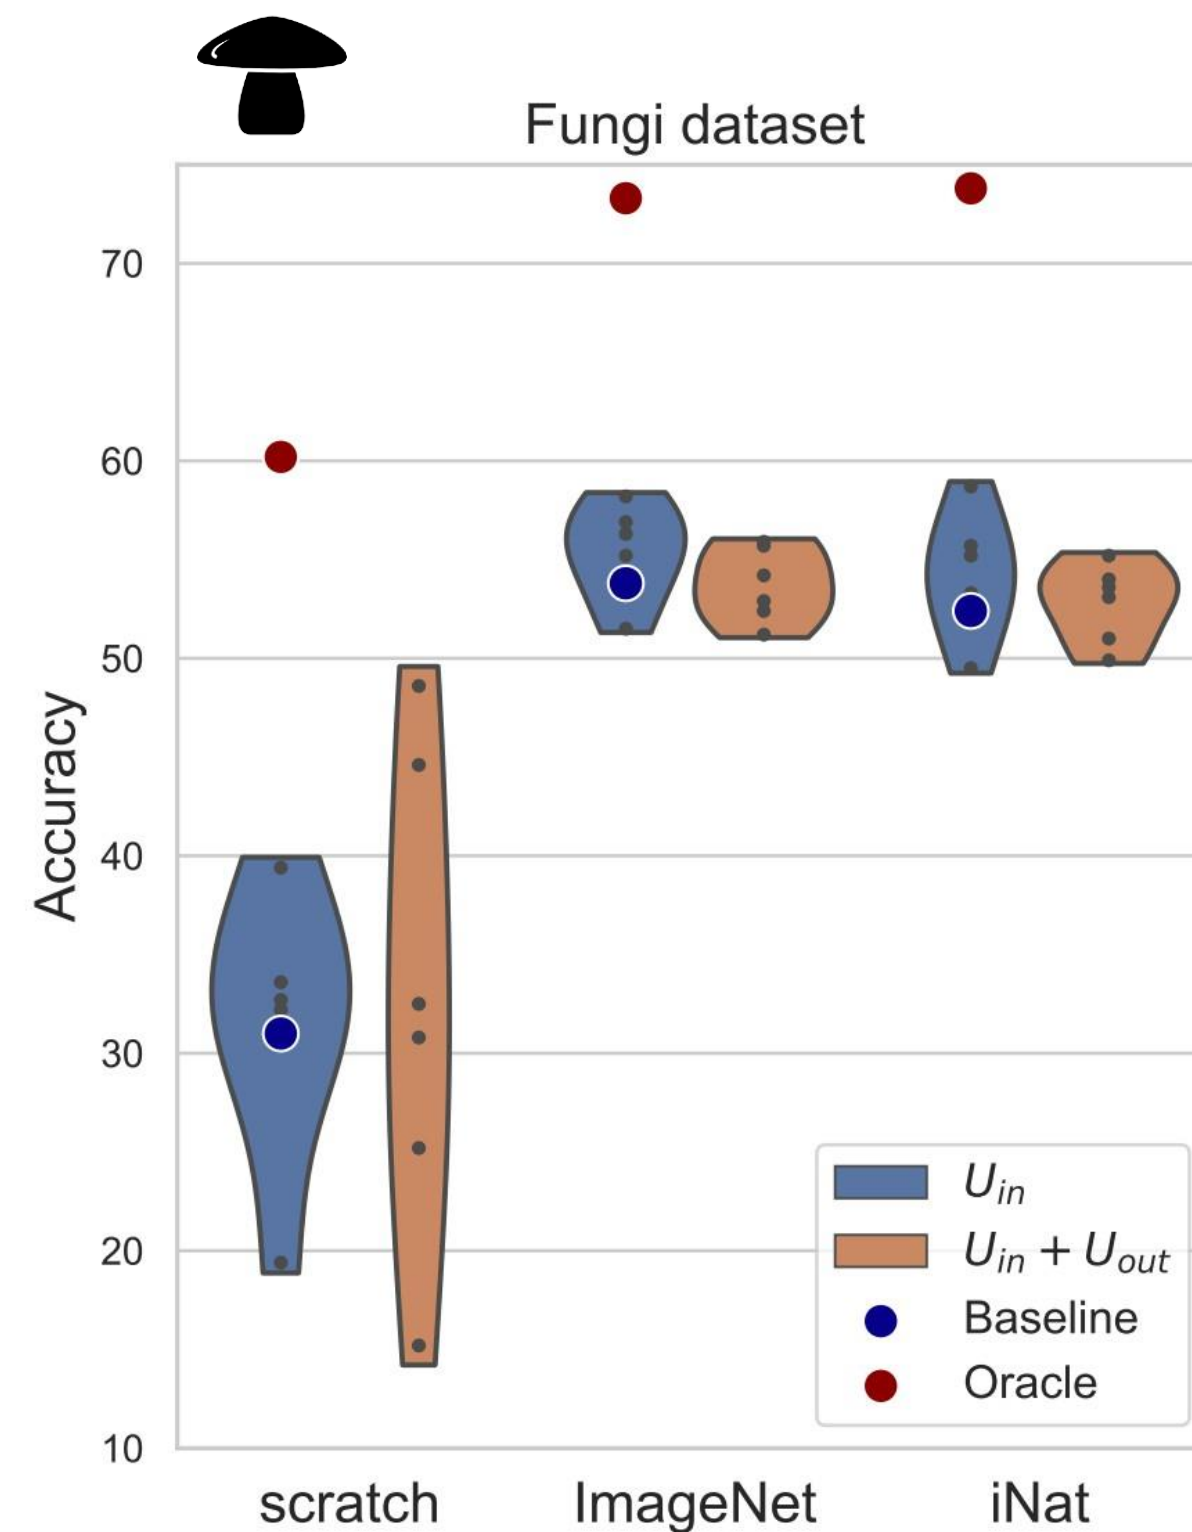 Fungi dataset
Accuracy
70
60
50
40
30
20
10
scratch
ImageNet
iNat
U_in
U_in + U_out
Baseline
Oracle